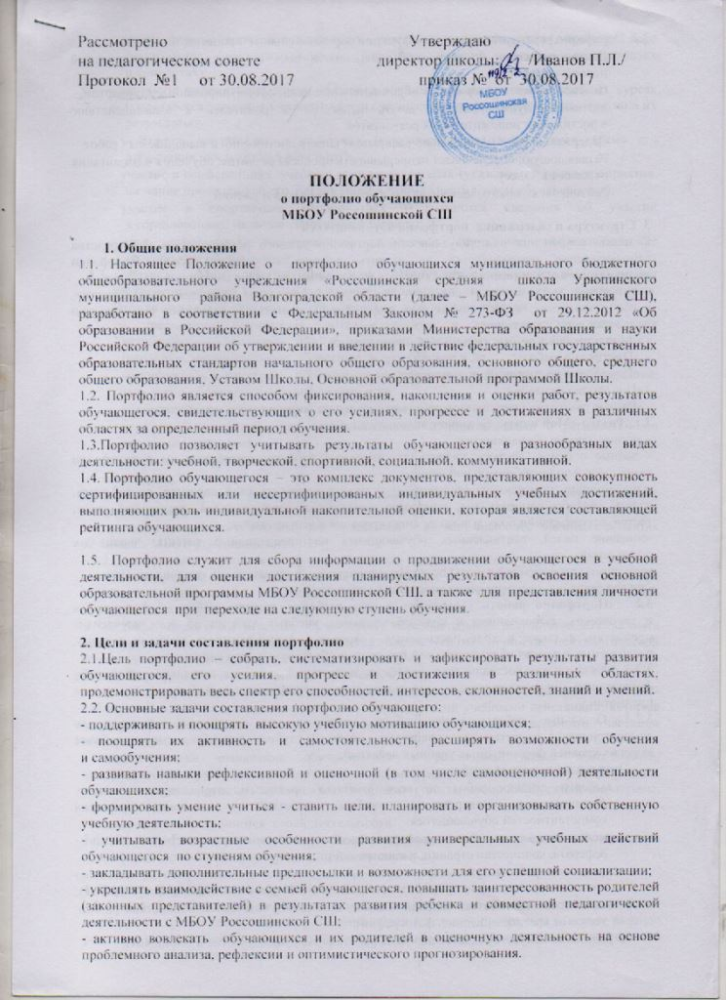 Рассмотрено
на педагогическом совете
Протокол №1 от 30.08.2017
Утверждаю
директор школы: /Иванов П.Л./
приказ № от 30.08.2017
МБОУ
Россошинская
СШ
ПОЛОЖЕНИЕ
о портфолио обучающихся
МБОУ Россошинской СШ
1. Общие положения
1.1. Настоящее Положение о портфолио обучающихся муниципального бюджетного
общеобразовательного учреждения «Россошинская средняя школа Урюпинского
муниципального района Волгоградской области (далее – МБОУ Россошинская СШ),
разработано в соответствии с Федеральным Законом № 273-ФЗ от 29.12.2012 «Об
образовании в Российской Федерации», приказами Министерства образования и науки
Российской Федерации об утверждении и введении в действие федеральных государственных
образовательных стандартов начального общего образования, основного общего, среднего
общего образования, Уставом Школы, Основной образовательной программой Школы.
1.2. Портфолио является способом фиксирования, накопления и оценки работ, результатов
обучающегося, свидетельствующих о его усилиях, прогрессе и достижениях в различных
областях за определенный период обучения.
1.3.Портфолио позволяет учитывать результаты обучающегося в разнообразных видах
деятельности: учебной, творческой, спортивной, социальной, коммуникативной.
1.4. Портфолио обучающегося – это комплекс документов, представляющих совокупность
сертифицированных или несертифицированых индивидуальных учебных достижений,
выполняющих роль индивидуальной накопительной оценки, которая является составляющей
рейтинга обучающихся.
1.5. Портфолио служит для сбора информации о продвижении обучающегося в учебной
деятельности, для оценки достижения планируемых результатов освоения основной
образовательной программы МБОУ Россошинской СШ, а также для представления личности
обучающегося при переходе на следующую ступень обучения.
2. Цели и задачи составления портфолио
2.1.Цель портфолио – собрать, систематизировать и зафиксировать результаты развития
обучающегося, его усилия, прогресс и достижения в различных областях,
продемонстрировать весь спектр его способностей, интересов, склонностей, знаний и умений.
2.2. Основные задачи составления портфолио обучающего:
- поддерживать и поощрять высокую учебную мотивацию обучающихся;
- поощрять их активность и самостоятельность, расширять возможности обучения
и самообучения;
- развивать навыки рефлексивной и оценочной (в том числе самооценочной) деятельности
обучающихся;
- формировать умение учиться - ставить цели, планировать и организовывать собственную
учебную деятельность;
- учитывать возрастные особенности развития универсальных учебных действий
обучающегося по ступеням обучения;
- закладывать дополнительные предпосылки и возможности для его успешной социализации;
- укреплять взаимодействие с семьей обучающегося, повышать заинтересованность родителей
(законных представителей) в результатах развития ребенка и совместной педагогической
деятельности с МБОУ Россошинской СШ;
- активно вовлекать обучающихся и их родителей в оценочную деятельность на основе
проблемного анализа, рефлексии и оптимистического прогнозирования.